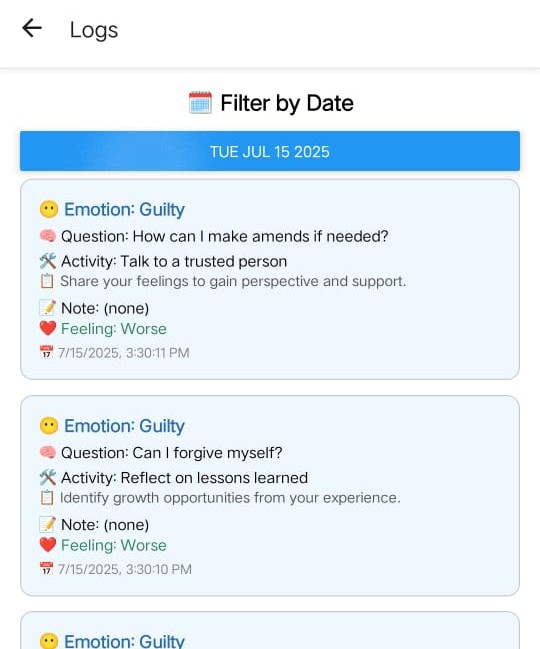 Logs
Filter by Date
TUE JUL 15 2025
Emotion: Guilty
Question: How can I make amends if needed?
Activity: Talk to a trusted person
Share your feelings to gain perspective and support.
Note: (none)
Feeling: Worse
7/15/2025, 3:30:11 PM
Emotion: Guilty
Question: Can I forgive myself?
Activity: Reflect on lessons learned
Identify growth opportunities from your experience.
Note: (none)
Feeling: Worse
7/15/2025, 3:30:10 PM
Emotion: Guilty